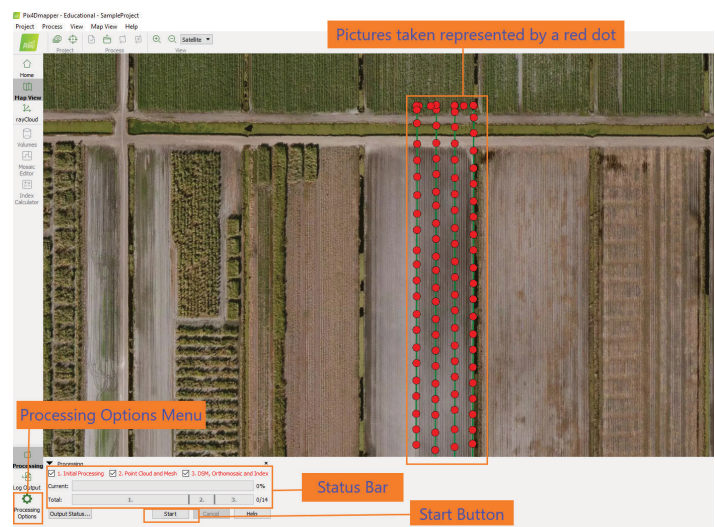 Pix4Dmapper - Educational - SampleProject
Project Process View Map View Help
Satellite
Project Process View
Pictures taken represented by a red dot
Home
Map View
rayCloud
Volumes
Mosaic
Editor
Index
Calculator
Processing Options Menu
Processing
Log Output
Processing
Options
Processing
1. Initial Processing 2. Point Cloud and Mesh 3. DSM, Orthomosaic and Index
Current: 0%
Total: 1. 2. 3. 0/14
Output Status... Start Cancel Help
Status Bar
Start Button